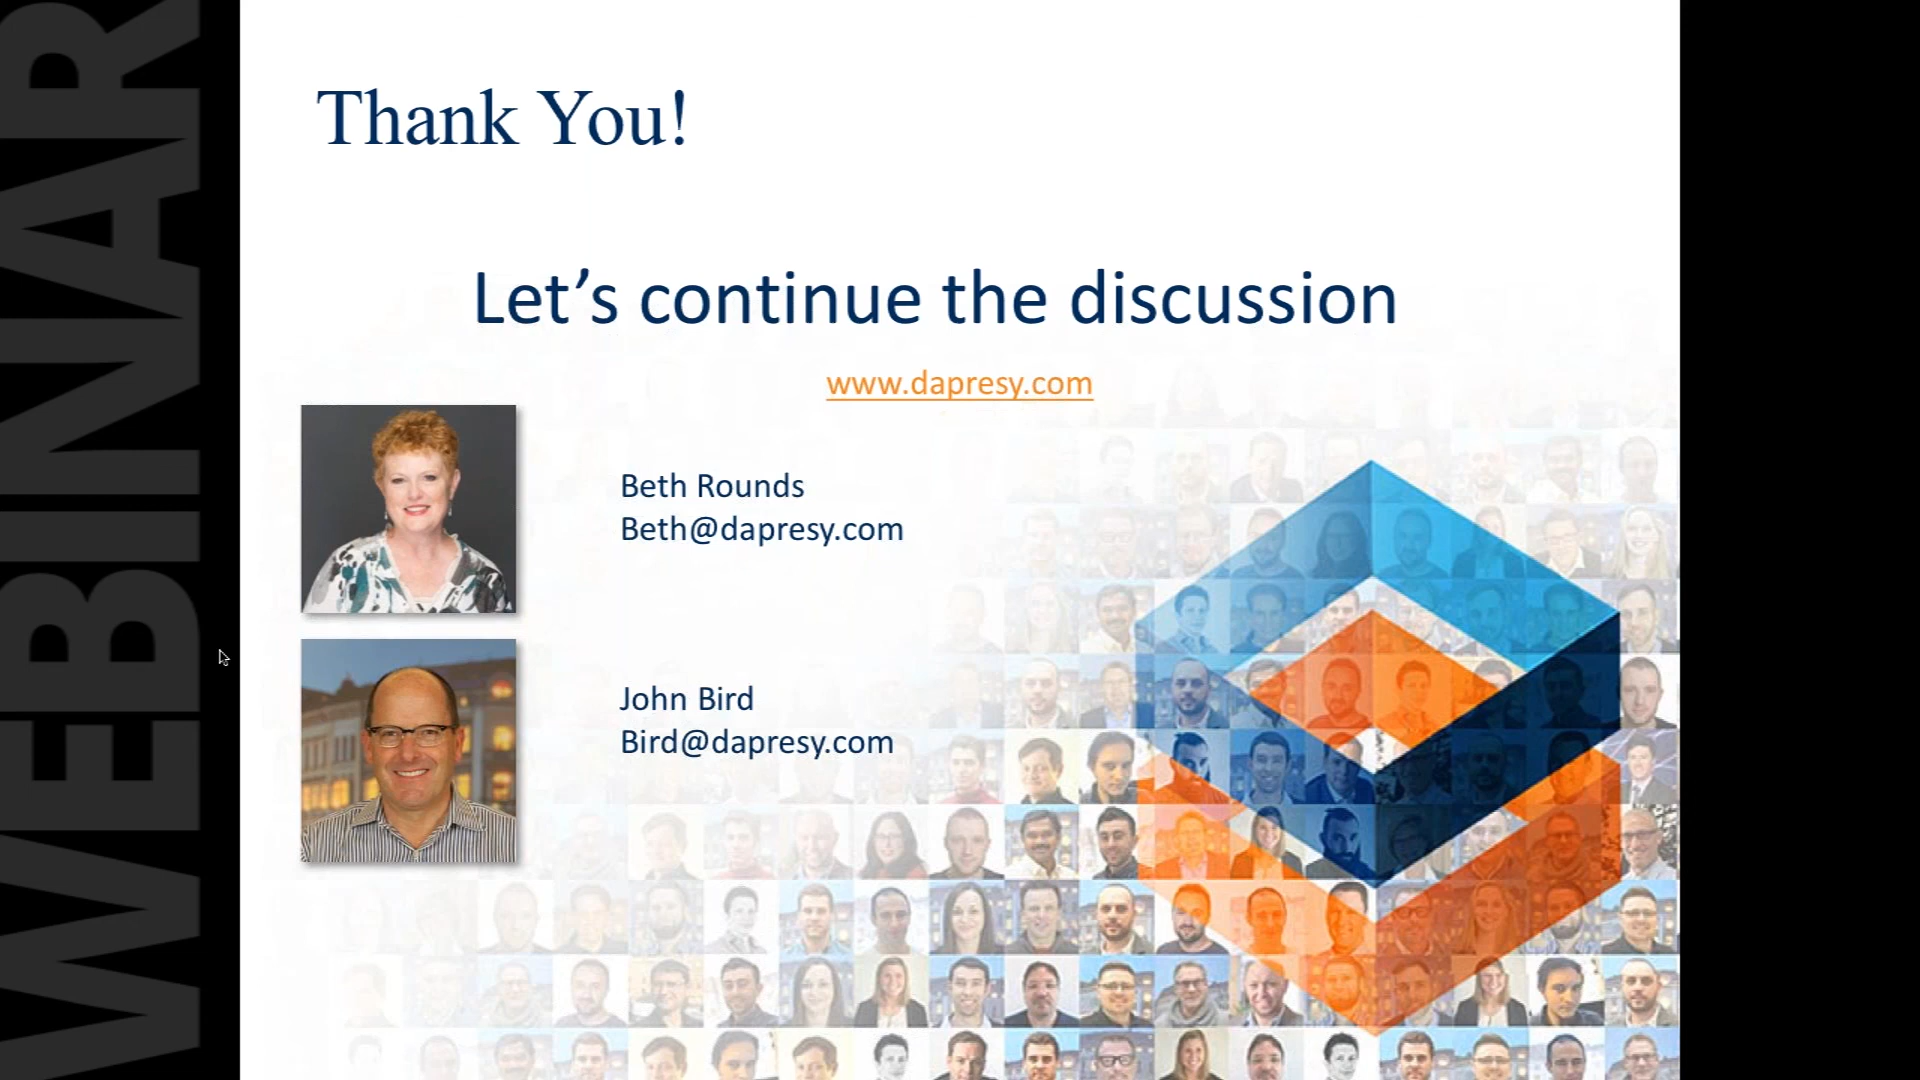 WEBINAR
Thank You!
Let’s continue the discussion
www.dapresy.com
Beth Rounds
Beth@dapresy.com
John Bird
Bird@dapresy.com